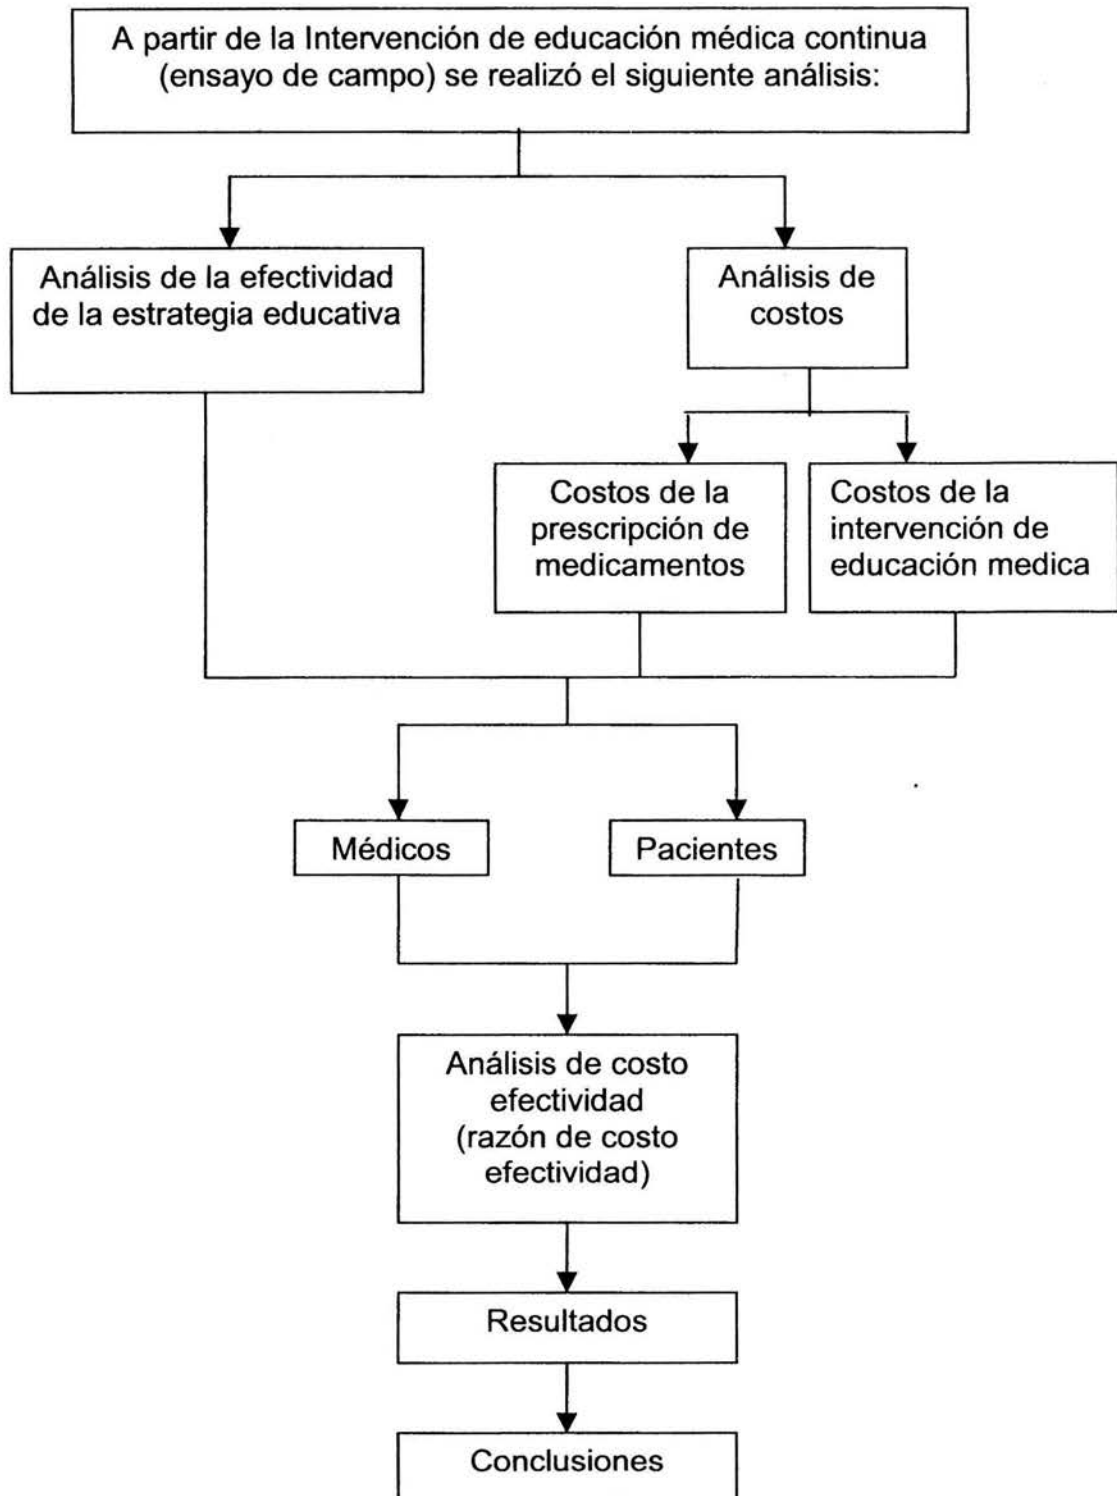 A partir de la Intervención de educación médica continua
(ensayo de campo) se realizó el siguiente análisis:
Análisis de la efectividad
de la estrategia educativa
Análisis de
costos
Costos de la
prescripción de
medicamentos
Costos de la
intervención de
educación medica
Médicos
Pacientes
Análisis de costo
efectividad
(razón de costo
efectividad)
Resultados
Conclusiones